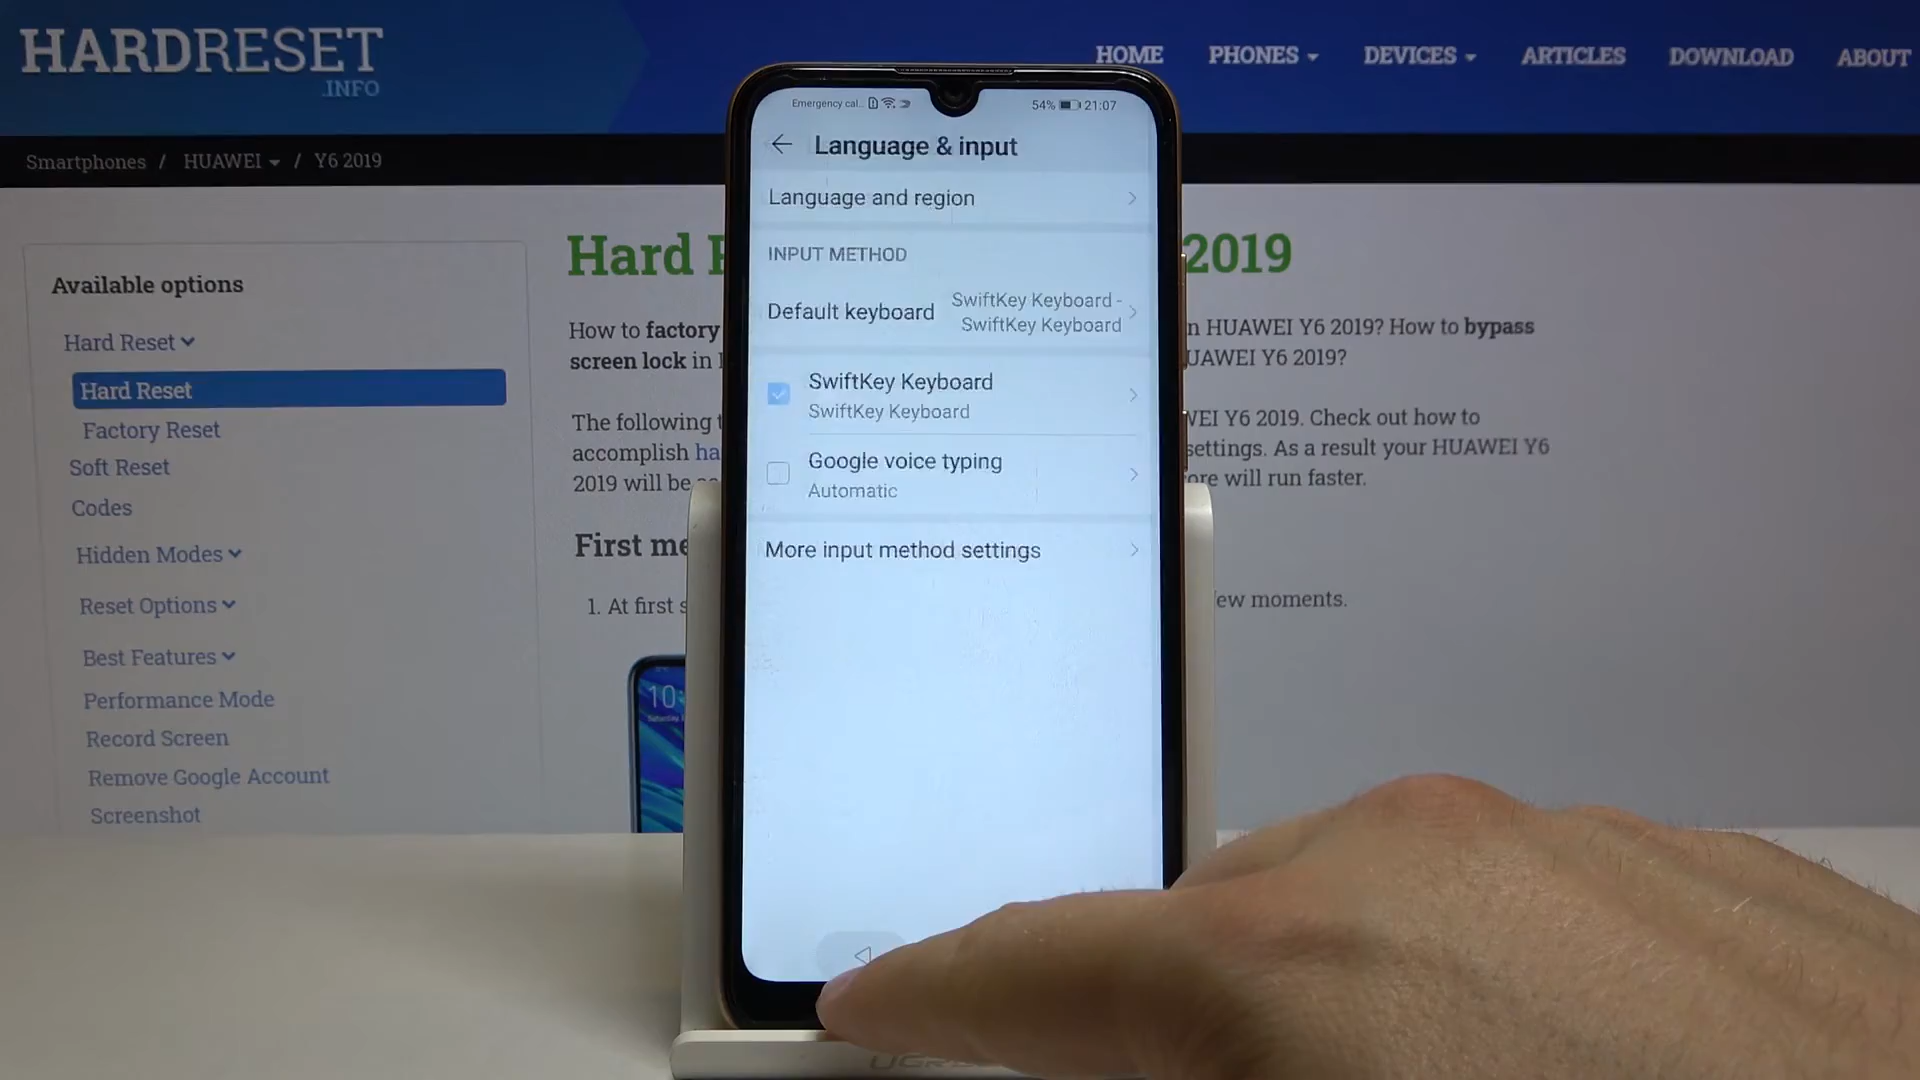 HARDRESET
.INFO
HOME PHONES DEVICES ARTICLES DOWNLOAD ABOUT
Smartphones / HUAWEI / Y6 2019
Available options
Hard Reset
Hard Reset
Factory Reset
Soft Reset
Codes
Hidden Modes
Reset Options
Best Features
Performance Mode
Record Screen
Remove Google Account
Screenshot
Hard 2019
How to factory n HUAWEI Y6 2019? How to bypass
screen lock in UAWEI Y6 2019?
The following WEI Y6 2019. Check out how to
accomplish ha settings. As a result your HUAWEI Y6
2019 will be ore will run faster.
First me
1. At first s few moments.
10:
Saturday
Emergency cal... 54% 21:07
Language & input
Language and region
INPUT METHOD
Default keyboard SwiftKey Keyboard -
SwiftKey Keyboard
SwiftKey Keyboard
SwiftKey Keyboard
Google voice typing
Automatic
More input method settings